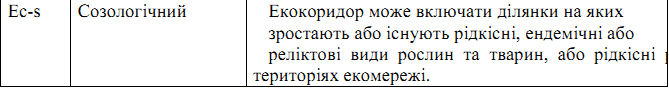 Ес-s Созологічний Екокоридор може включати ділянки на яких
зростають або існують рідкісні, ендемічні або
реліктові види рослин та тварин, або рідкісні
територіях екомережі.